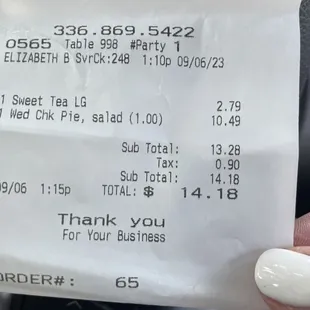 336.869.5422
0565 Table 998 #Party 1
ELIZABETH B SvrCk:248 1:10p 09/06/23
1 Sweet Tea LG 2.79
1 Wed Chk Pie, salad (1.00) 10.49
Sub Total: 13.28
Tax: 0.90
Sub Total: 14.18
09/06 1:15p TOTAL: $ 14.18
Thank you
For Your Business
ORDER#: 65